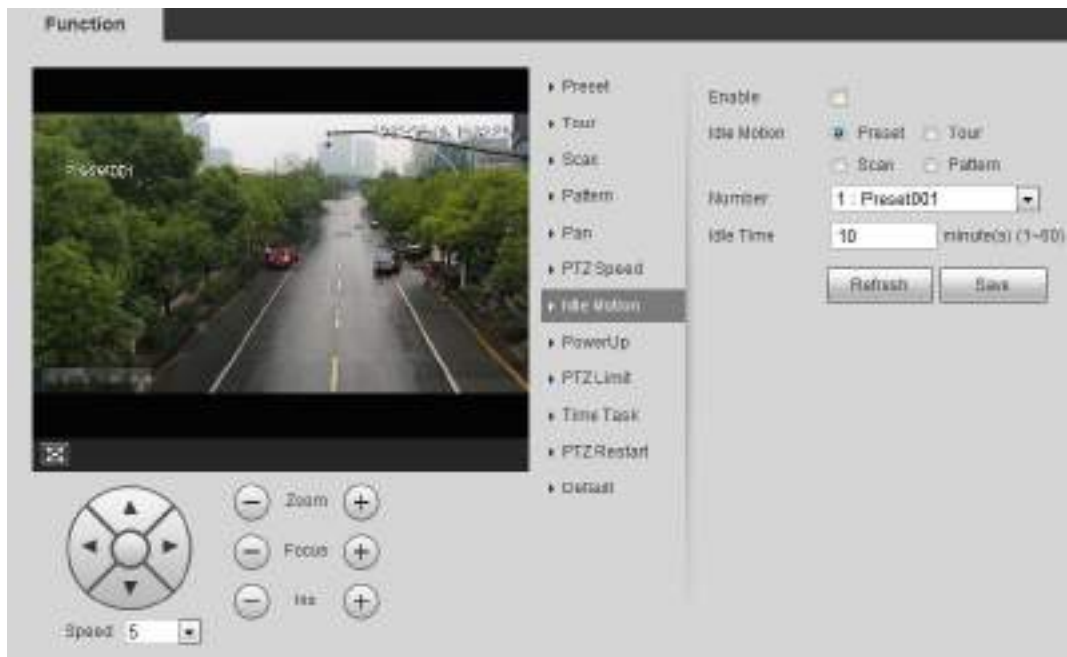 Function
Preset
Tour
Scan
Pattern
Pan
PTZ Speed
Idle Motion
PowerUp
PTZ Limit
Time Task
PTZ Restart
Default
Enable
Idle Motion Preset Tour
Scan Pattern
Number 1 : Preset001
Idle Time 10 minute(s) (1~60)
Refresh Save
Zoom
Focus
Iris
Speed 5